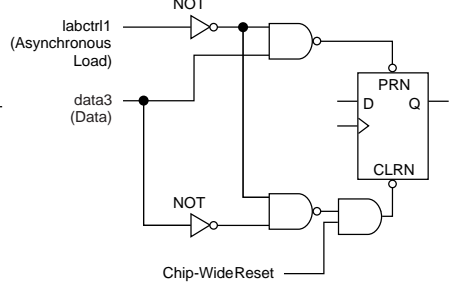 NOT
labctrl1
(Asynchronous
Load)
PRN
data3
(Data)
D Q
CLRN
NOT
Chip-Wide Reset